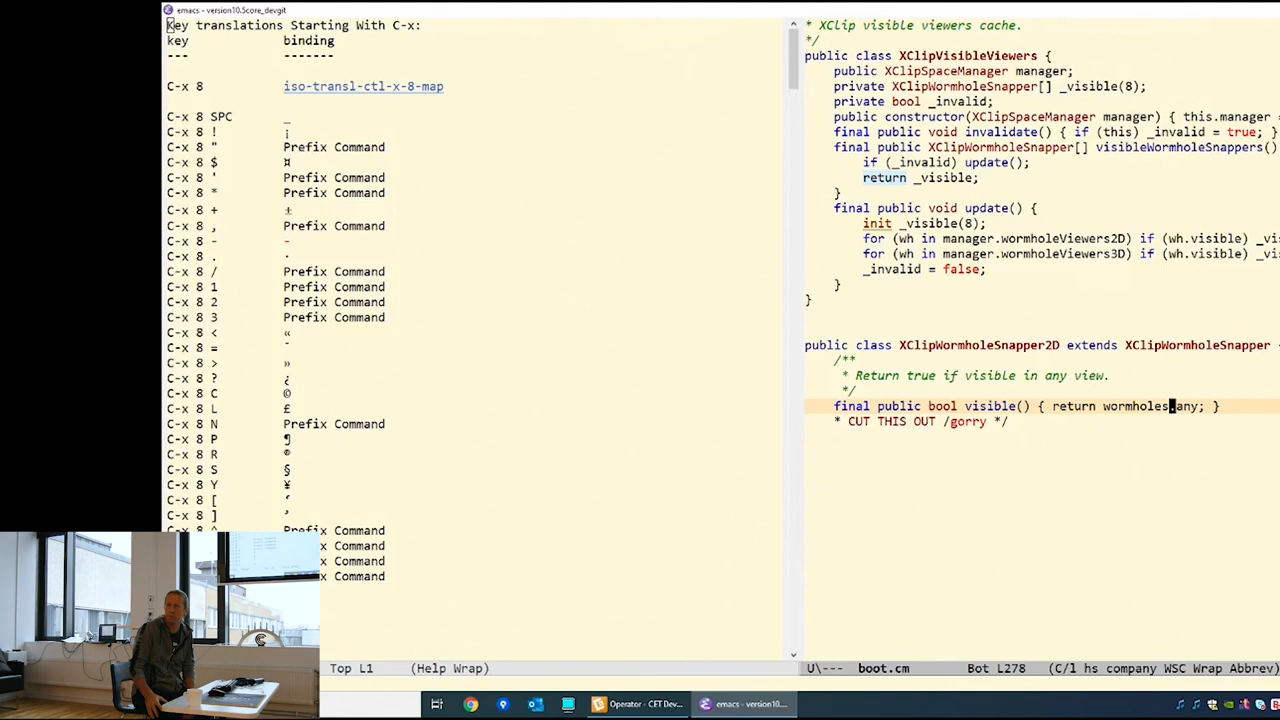 emacs - version10.5core_devgit
Key translations Starting With C-x:
key binding
--- -------
C-x 8 iso-transl-ctl-x-8-map
C-x 8 SPC _
C-x 8 ! ¡
C-x 8 " Prefix Command
C-x 8 $ ¤
C-x 8 ' Prefix Command
C-x 8 * Prefix Command
C-x 8 + ±
C-x 8 , Prefix Command
C-x 8 - -
C-x 8 . ·
C-x 8 / Prefix Command
C-x 8 1 Prefix Command
C-x 8 2 Prefix Command
C-x 8 3 Prefix Command
C-x 8 < «
C-x 8 = ¯
C-x 8 > »
C-x 8 ? ¿
C-x 8 C ©
C-x 8 L £
C-x 8 N Prefix Command
C-x 8 P ¶
C-x 8 R ®
C-x 8 S §
C-x 8 Y ¥
C-x 8 [ ‘
C-x 8 ] ’
C-x 8 ^ Prefix Command
x Command
x Command
x Command
Top L1 (Help Wrap)
* XClip visible viewers cache.
*/
public class XClipVisibleViewers {
public XClipSpaceManager manager;
private XClipWormholeSnapper[] _visible(8);
private bool _invalid;
public constructor(XClipSpaceManager manager) { this.manager =
final public void invalidate() { if (this) _invalid = true; }
final public XClipWormholeSnapper[] visibleWormholeSnappers()
if (_invalid) update();
return _visible;
}
final public void update() {
init _visible(8);
for (wh in manager.wormholeViewers2D) if (wh.visible) _vi
for (wh in manager.wormholeViewers3D) if (wh.visible) _vi
_invalid = false;
}
}
public class XClipWormholeSnapper2D extends XClipWormholeSnapper
/**
* Return true if visible in any view.
*/
final public bool visible() { return wormholes.any; }
* CUT THIS OUT /gorry */
U\--- boot.cm Bot L278 (C/l hs company WSC Wrap Abbrev)
Operator - CET Dev...
emacs - version10....